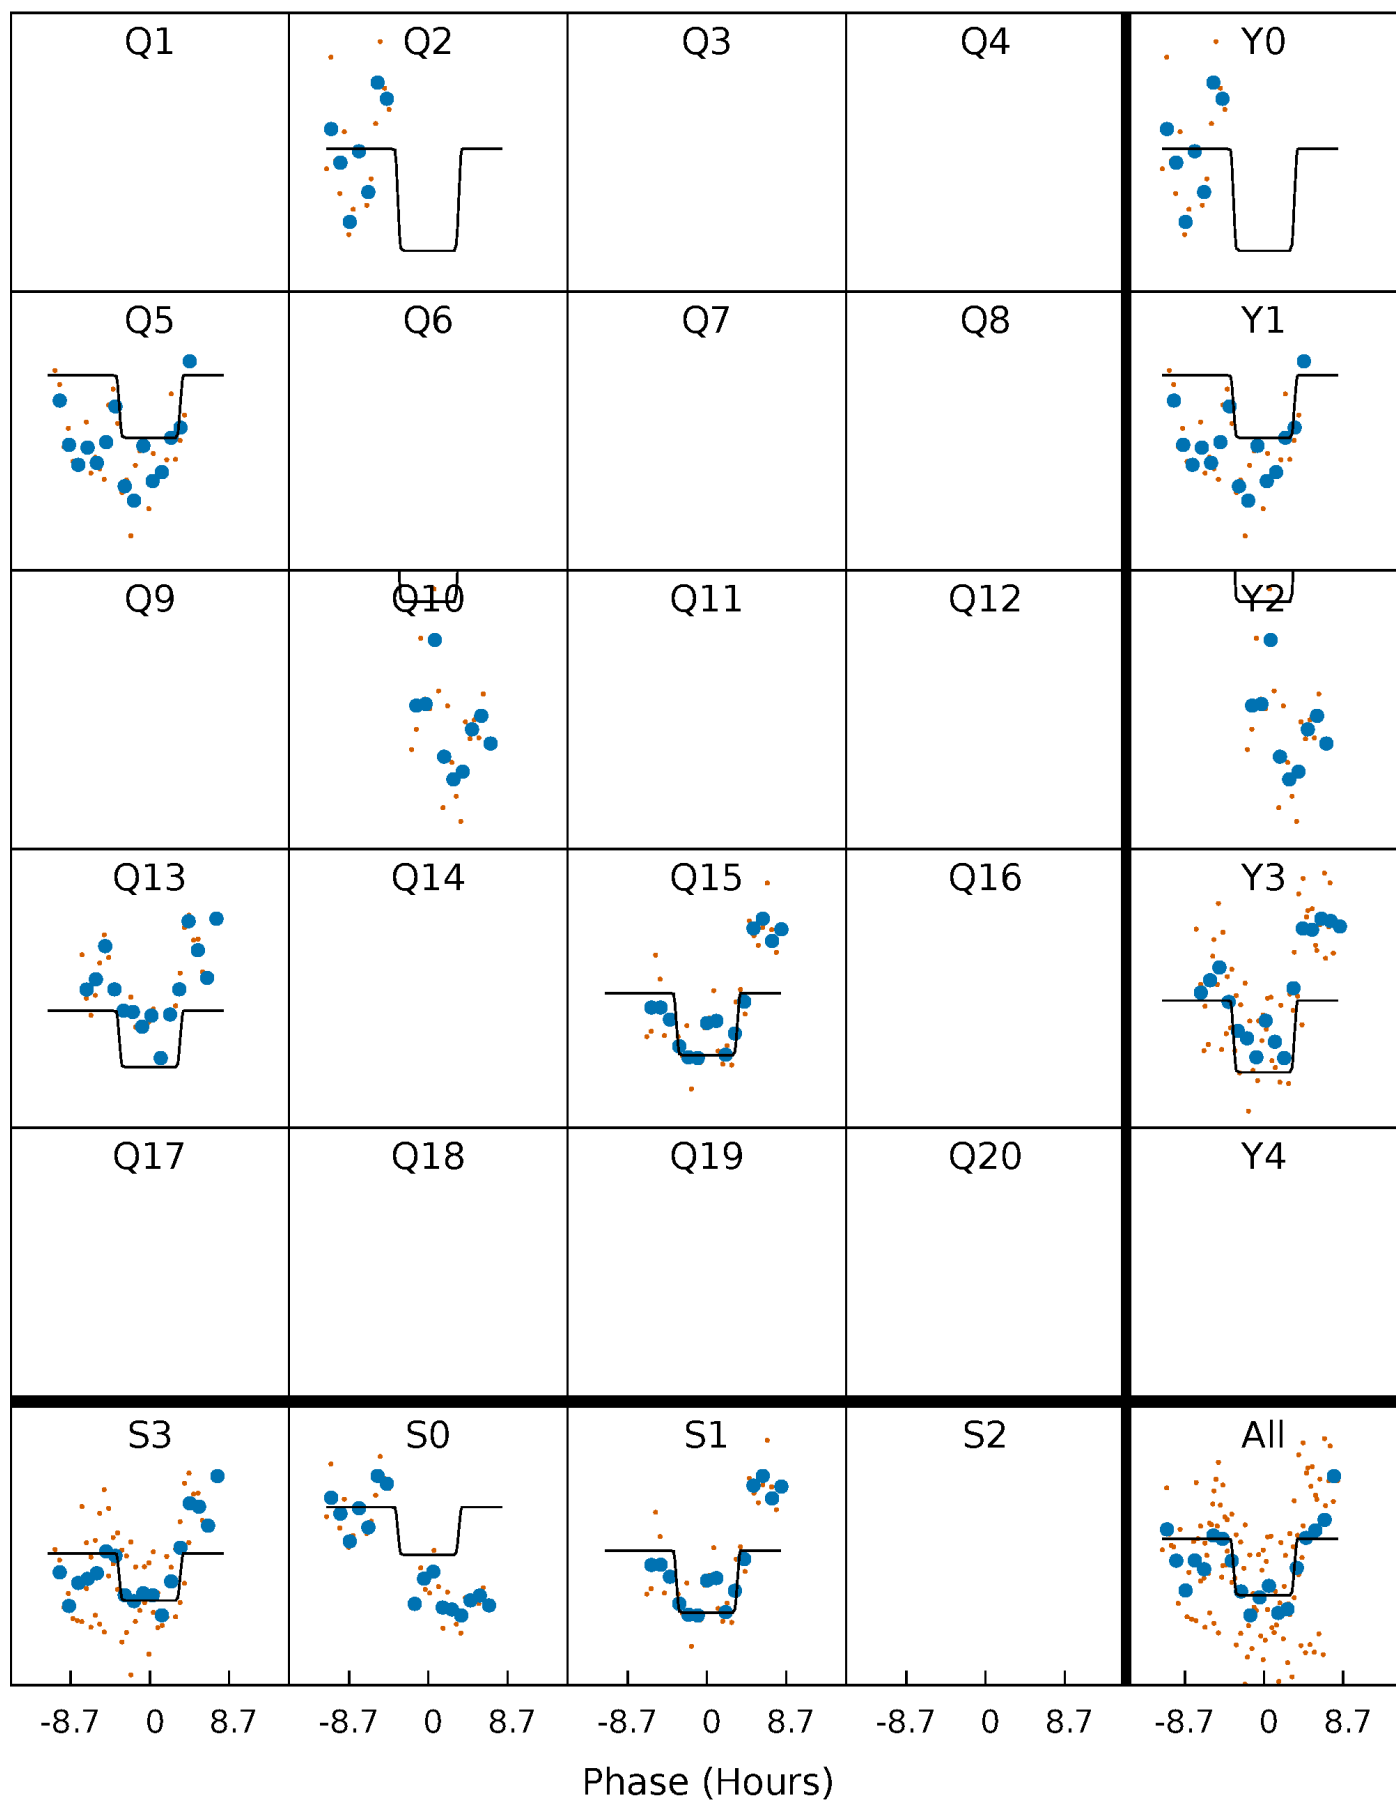 Q1 Q2 Q3 Q4 Y0
Q5 Q6 Q7 Q8 Y1
Q9 Q10 Q11 Q12 Y2
Q13 Q14 Q15 Q16 Y3
Q17 Q18 Q19 Q20 Y4
S3 S0 S1 S2 All
-8.7 0 8.7 -8.7 0 8.7 -8.7 0 8.7 -8.7 0 8.7 -8.7 0 8.7
Phase (Hours)